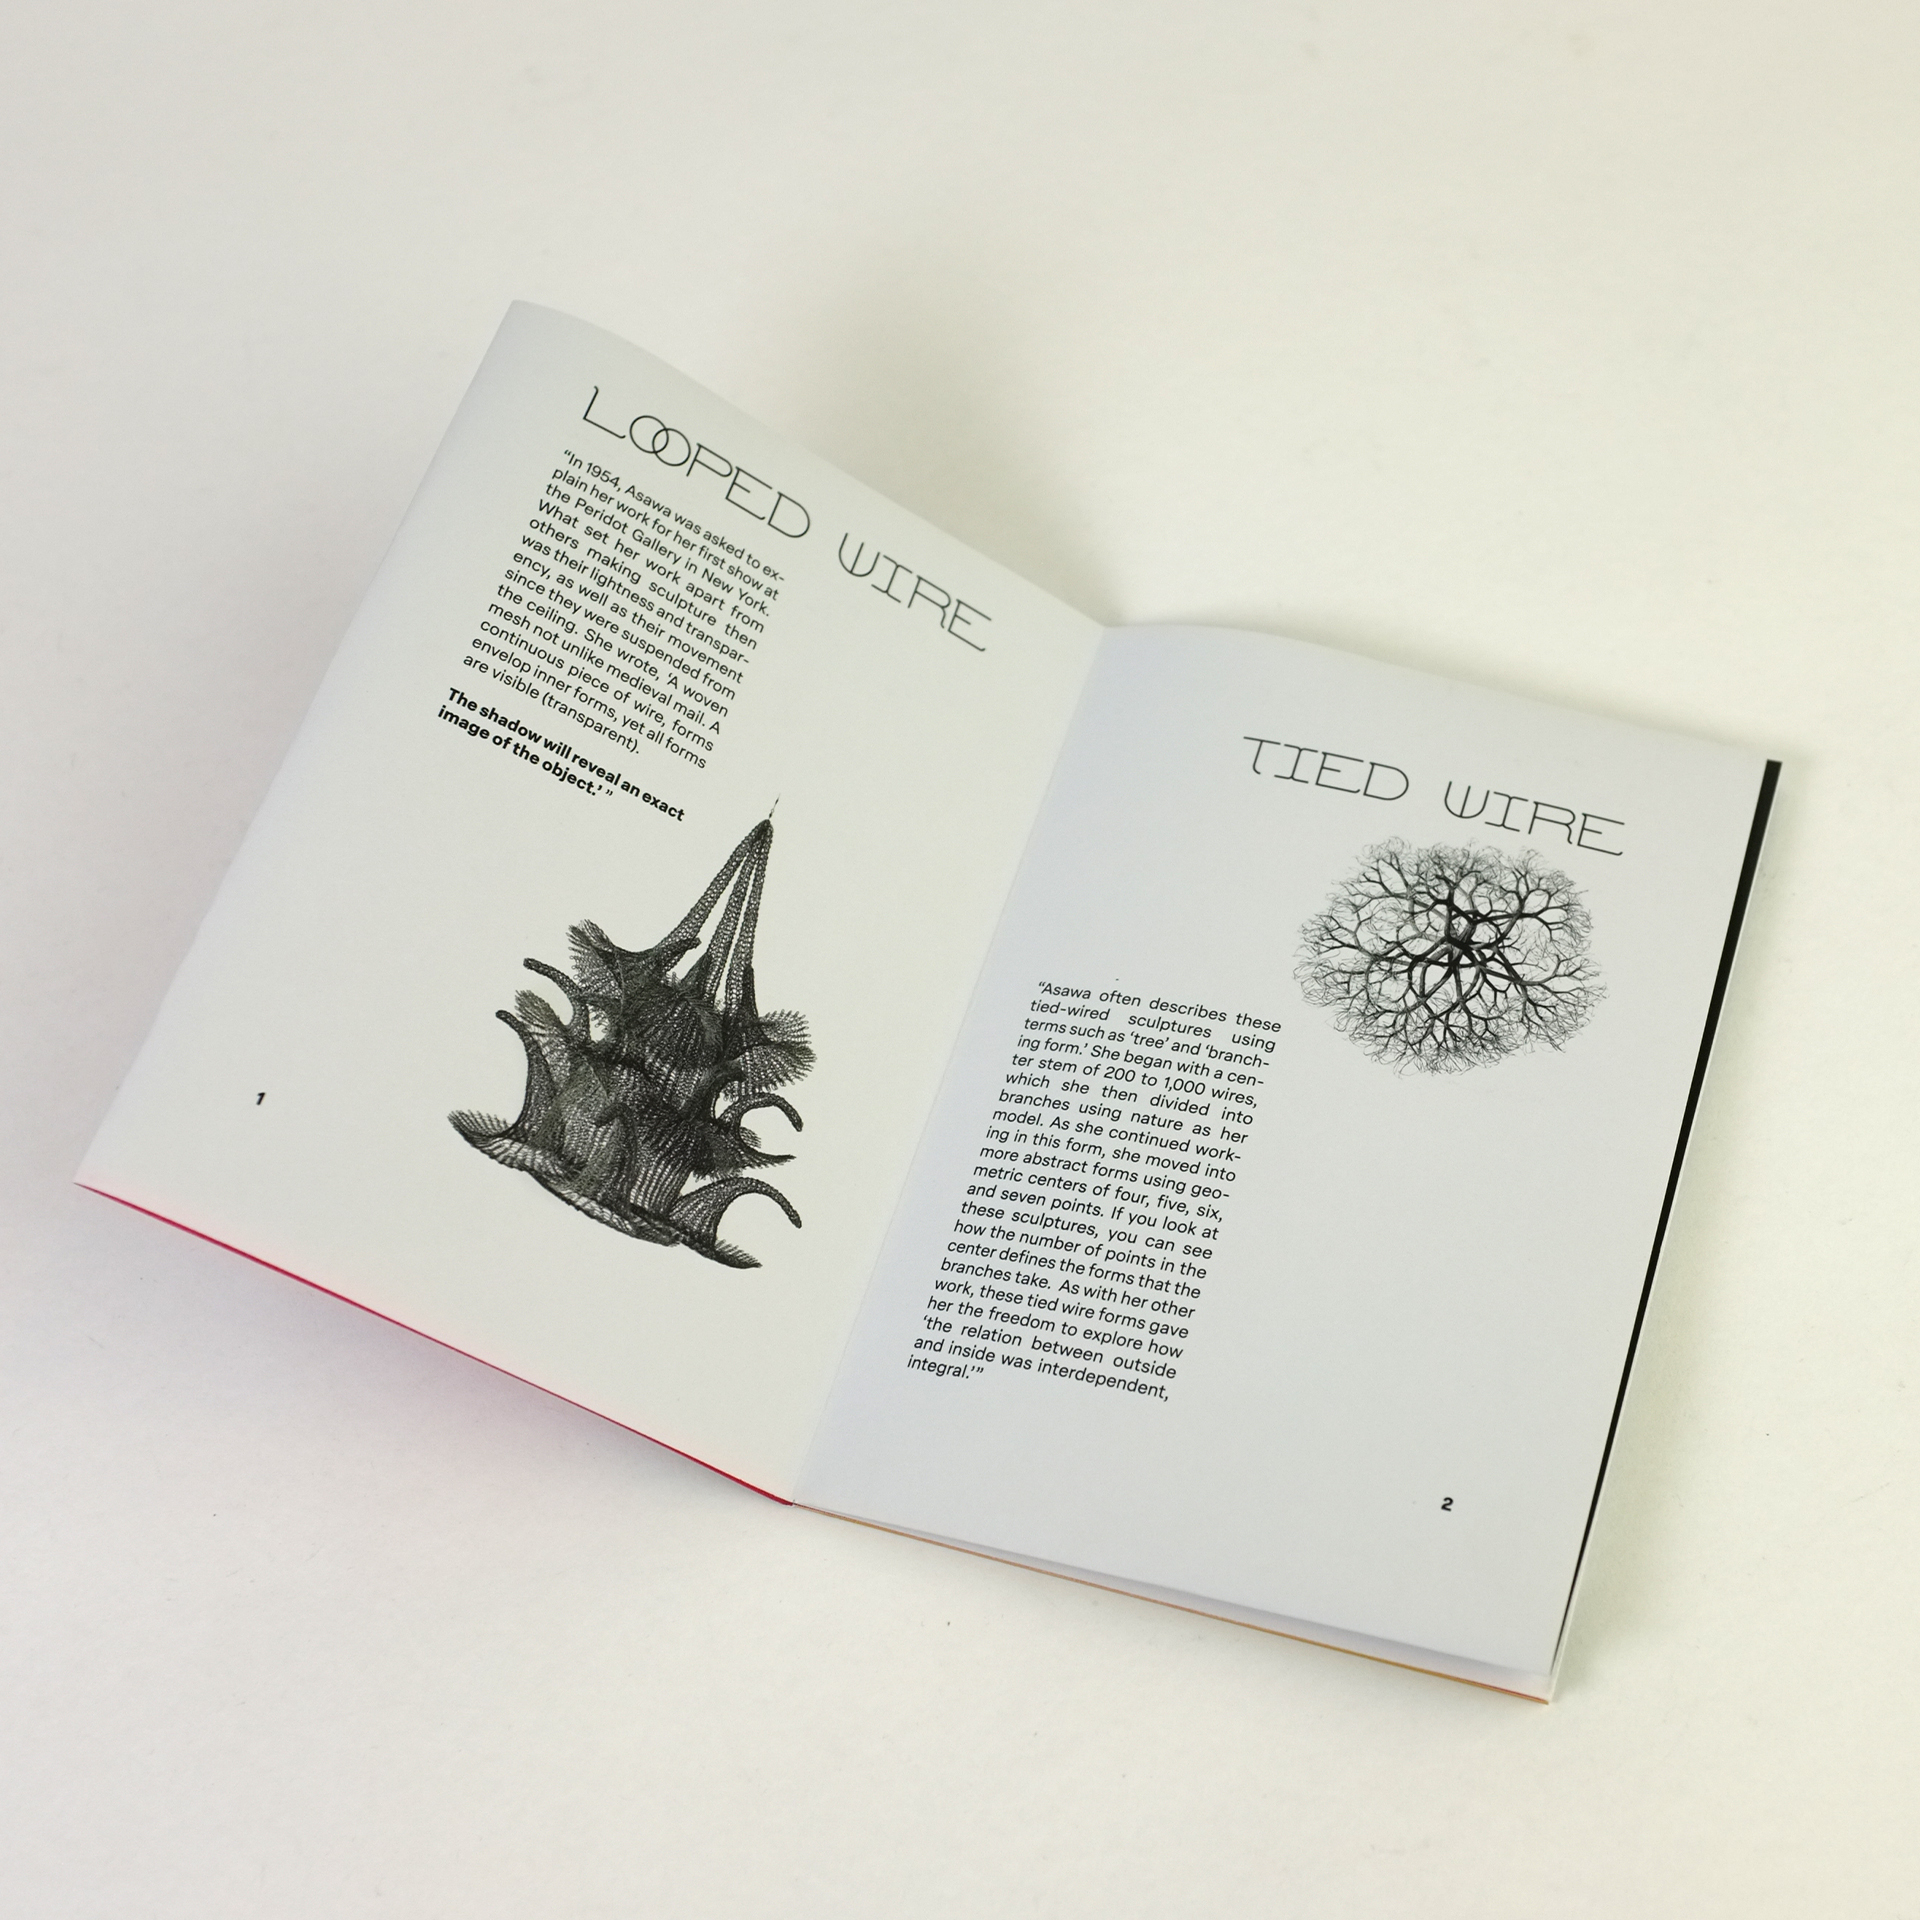 LOOPED WIRE
“In 1954, Asawa was asked to ex-
plain her work for her first show at
the Peridot Gallery in New York.
What set her work apart from
others making sculpture then
was their lightness and transpar-
ency, as well as their movement
since they were suspended from
the ceiling. She wrote, ‘A woven
mesh not unlike medieval mail. A
continuous piece of wire, forms
envelop inner forms, yet all forms
are visible (transparent).
The shadow will reveal an exact
image of the object.’ ”
1
TIED WIRE
“Asawa often describes these
tied-wired sculptures using
terms such as ‘tree’ and ‘branch-
ing form.’ She began with a cen-
ter stem of 200 to 1,000 wires,
which she then divided into
branches using nature as her
model. As she continued work-
ing in this form, she moved into
more abstract forms using geo-
metric centers of four, five, six,
and seven points. If you look at
these sculptures, you can see
how the number of points in the
center defines the forms that the
branches take. As with her other
work, these tied wire forms gave
her the freedom to explore how
‘the relation between outside
and inside was interdependent,
integral.’”
2